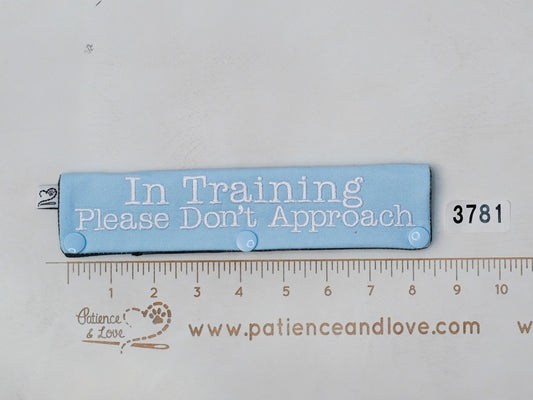 In Training
Please Don't Approach
3781
1 2 3 4 5 6 7 8 9 10
Patience
& Love
www.patienceandlove.com